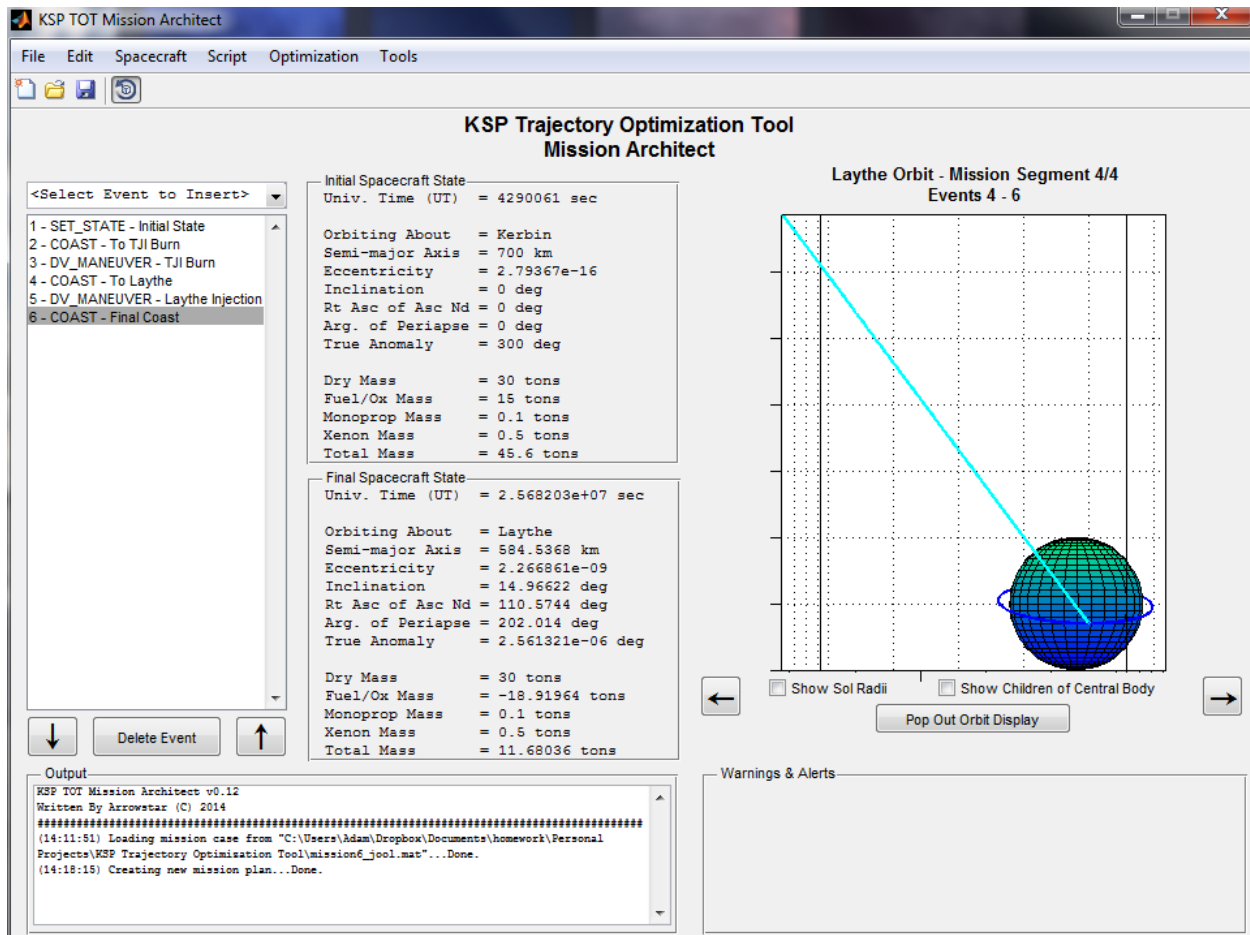 KSP TOT Mission Architect
File Edit Spacecraft Script Optimization Tools
KSP Trajectory Optimization Tool
Mission Architect
<Select Event to Insert>
1 - SET_STATE - Initial State
2 - COAST - To TJI Burn
3 - DV_MANEUVER - TJI Burn
4 - COAST - To Laythe
5 - DV_MANEUVER - Laythe Injection
6 - COAST - Final Coast
Delete Event
Initial Spacecraft State
Univ. Time (UT) = 4290061 sec
Orbiting About = Kerbin
Semi-major Axis = 700 km
Eccentricity = 2.79367e-16
Inclination = 0 deg
Rt Asc of Asc Nd = 0 deg
Arg. of Periapse = 0 deg
True Anomaly = 300 deg
Dry Mass = 30 tons
Fuel/Ox Mass = 15 tons
Monoprop Mass = 0.1 tons
Xenon Mass = 0.5 tons
Total Mass = 45.6 tons
Final Spacecraft State
Univ. Time (UT) = 2.568203e+07 sec
Orbiting About = Laythe
Semi-major Axis = 584.5368 km
Eccentricity = 2.266861e-09
Inclination = 14.96622 deg
Rt Asc of Asc Nd = 110.5744 deg
Arg. of Periapse = 202.014 deg
True Anomaly = 2.561321e-06 deg
Dry Mass = 30 tons
Fuel/Ox Mass = -18.91964 tons
Monoprop Mass = 0.1 tons
Xenon Mass = 0.5 tons
Total Mass = 11.68036 tons
Laythe Orbit - Mission Segment 4/4
Events 4 - 6
Show Sol Radii Show Children of Central Body
Pop Out Orbit Display
Output
KSP TOT Mission Architect v0.12
Written By Arrowstar (C) 2014
#############################################################################################
(14:11:51) Loading mission case from "C:\Users\Adam\Dropbox\Documents\homework\Personal
Projects\KSP Trajectory Optimization Tool\mission6_jool.mat"...Done.
(14:18:15) Creating new mission plan...Done.
Warnings & Alerts